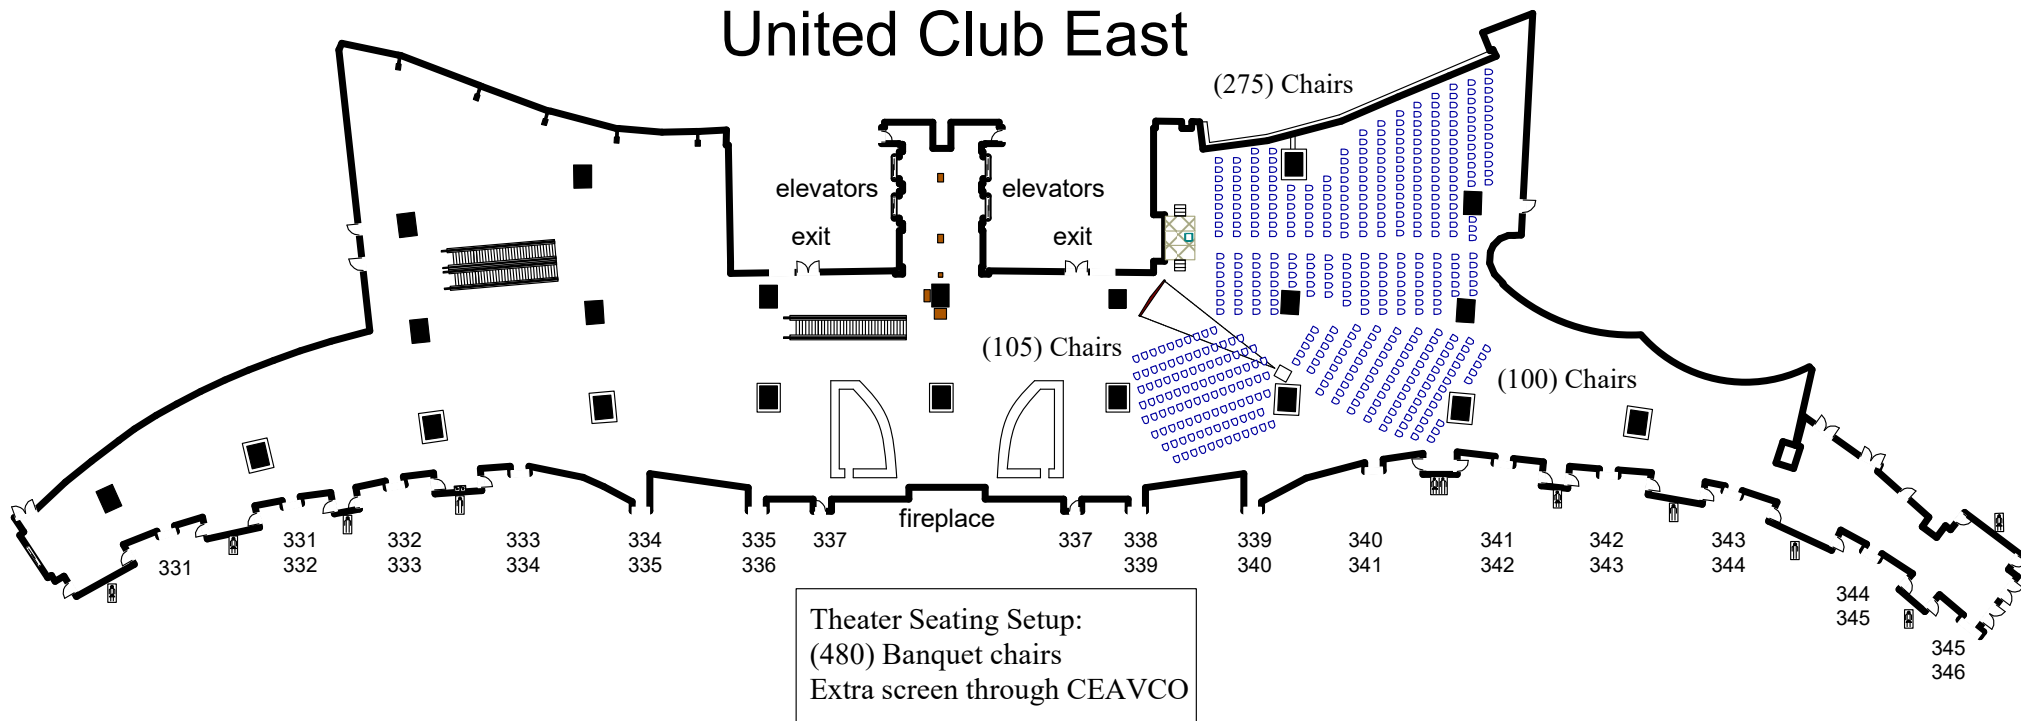 United Club East
(275) Chairs
elevators
elevators
exit
exit
(105) Chairs
(100) Chairs
fireplace
331
331
332
332
333
333
334
334
335
335
336
337
337
338
339
339
340
340
341
341
342
342
343
343
344
344
345
345
346
Theater Seating Setup:
(480) Banquet chairs
Extra screen through CEAVCO